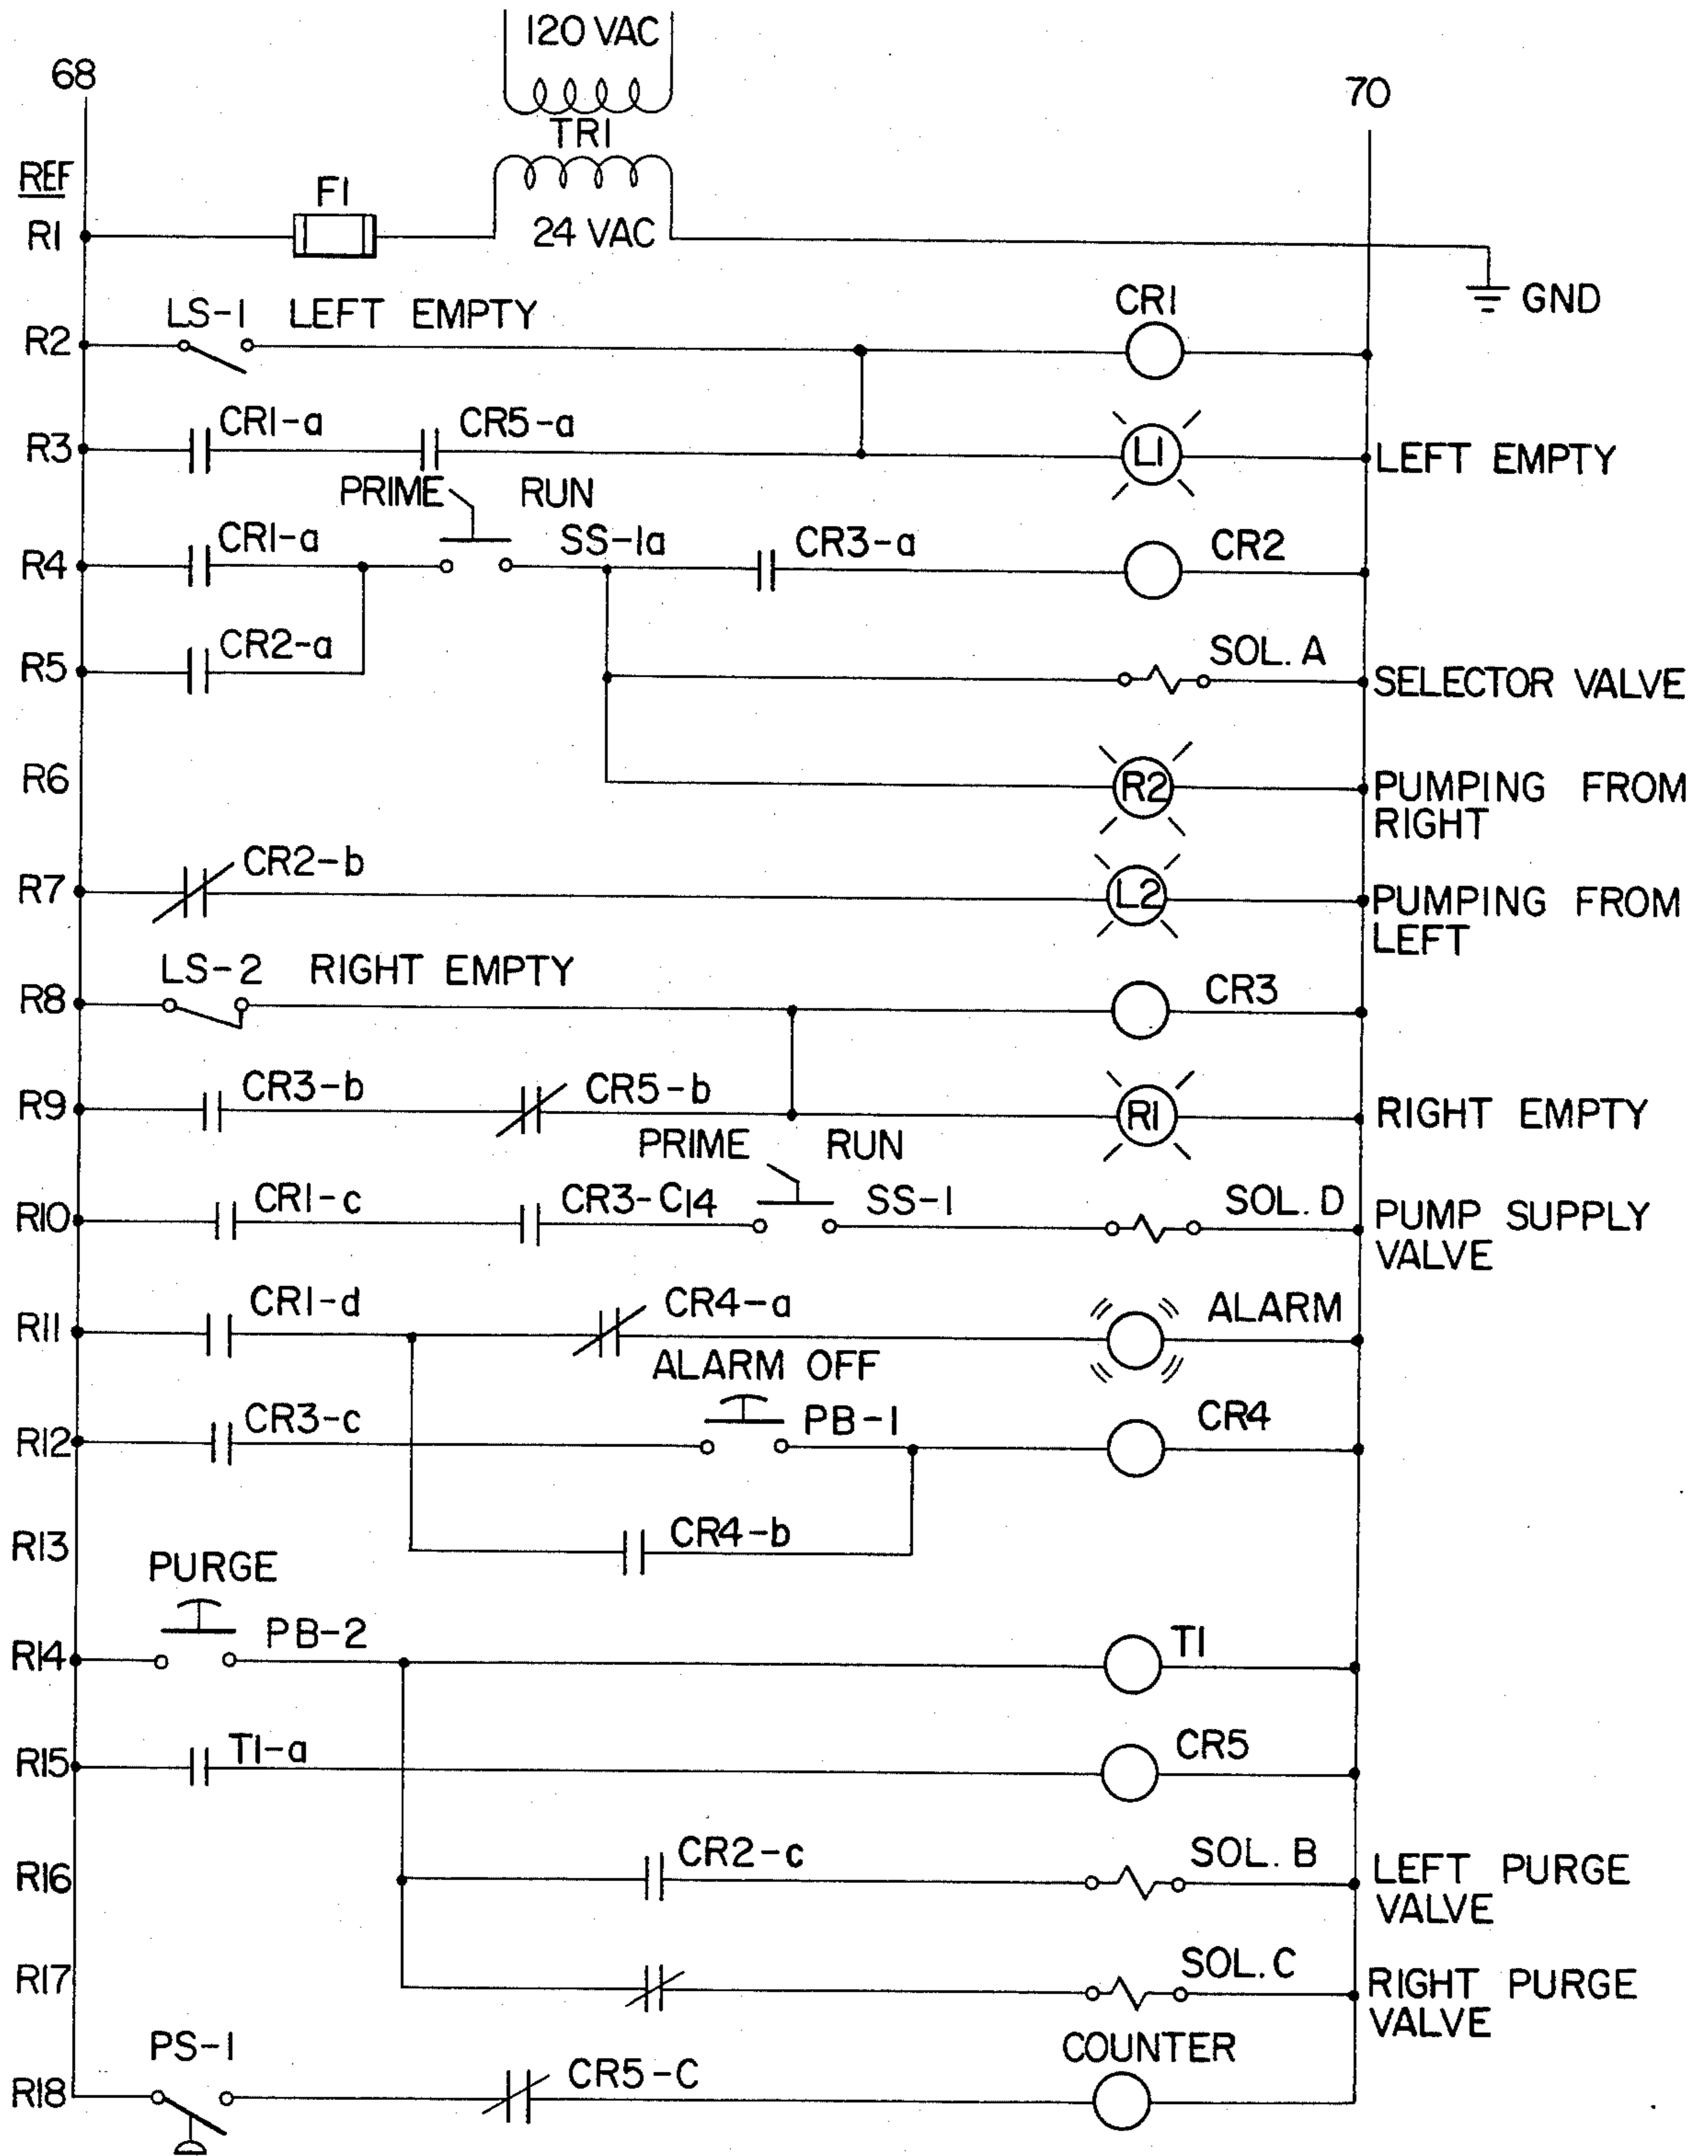 120 VAC
68
70
TR1
REF
F1
R1
24 VAC
GND
LS-1 LEFT EMPTY
CR1
R2
CR1-a
CR5-a
R3
L1
LEFT EMPTY
PRIME RUN
CR1-a
SS-1a
CR3-a
CR2
R4
CR2-a
SOL. A
R5
SELECTOR VALVE
R6
R2
PUMPING FROM
RIGHT
CR2-b
R7
L2
PUMPING FROM
LEFT
LS-2 RIGHT EMPTY
CR3
R8
CR3-b
CR5-b
R9
R1
RIGHT EMPTY
PRIME RUN
CR1-c
CR3-C14
SS-1
SOL. D
R10
PUMP SUPPLY
VALVE
CR1-d
CR4-a
ALARM
R11
ALARM OFF
CR3-c
PB-1
CR4
R12
CR4-b
R13
PURGE
PB-2
T1
R14
T1-a
CR5
R15
CR2-c
SOL. B
R16
LEFT PURGE
VALVE
SOL. C
R17
RIGHT PURGE
VALVE
PS-1
COUNTER
CR5-C
R18